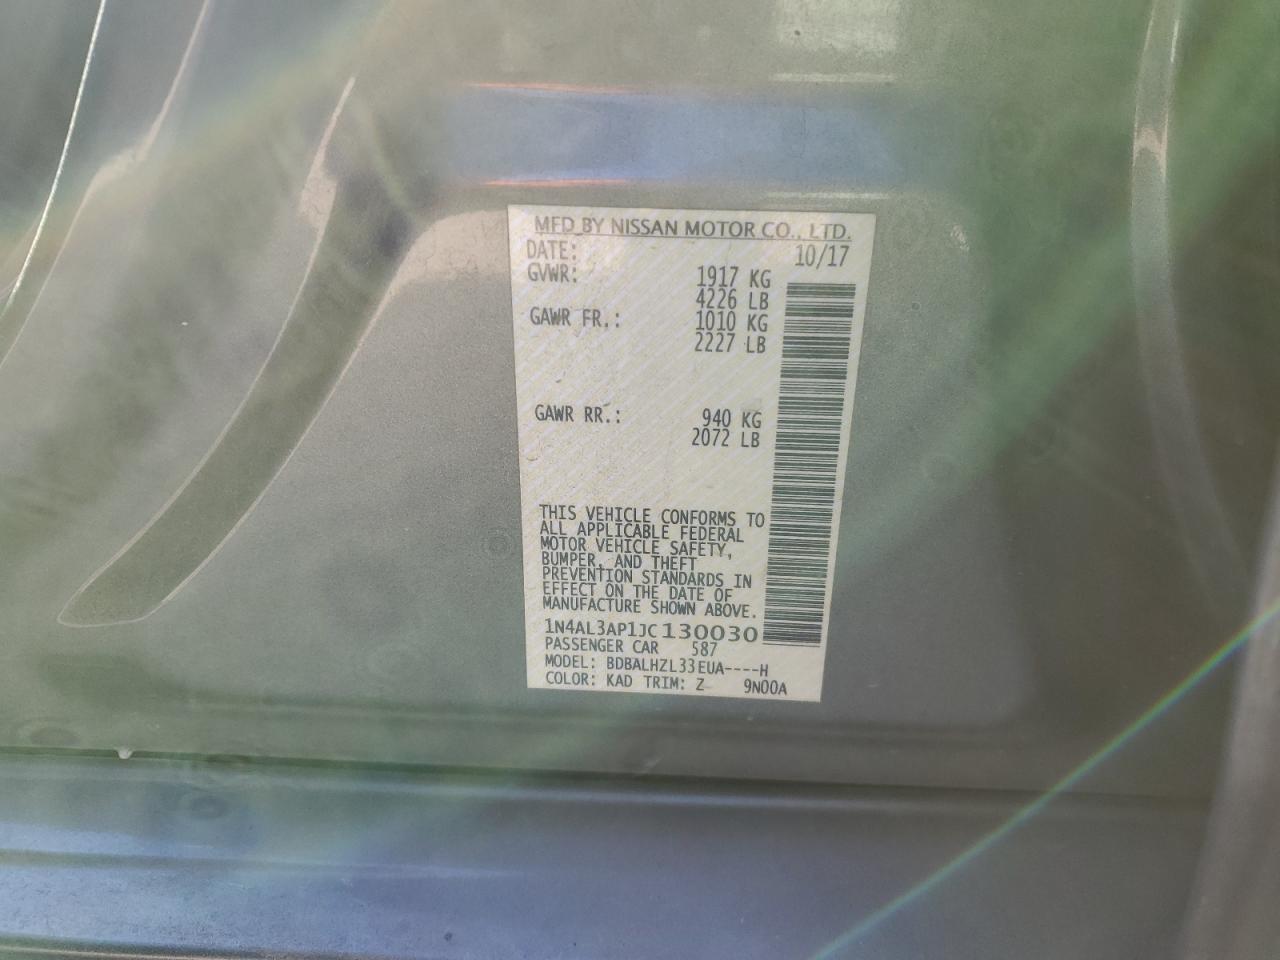 MFD BY NISSAN MOTOR CO., LTD.
DATE: 10/17
GVWR: 1917 KG
4226 LB
GAWR FR.: 1010 KG
2227 LB
GAWR RR.: 940 KG
2072 LB
THIS VEHICLE CONFORMS TO
ALL APPLICABLE FEDERAL
MOTOR VEHICLE SAFETY,
BUMPER, AND THEFT
PREVENTION STANDARDS IN
EFFECT ON THE DATE OF
MANUFACTURE SHOWN ABOVE.
1N4AL3AP1JC130030
PASSENGER CAR 587
MODEL: BDBALHZL33EUA----H
COLOR: KAD TRIM: Z 9N00A